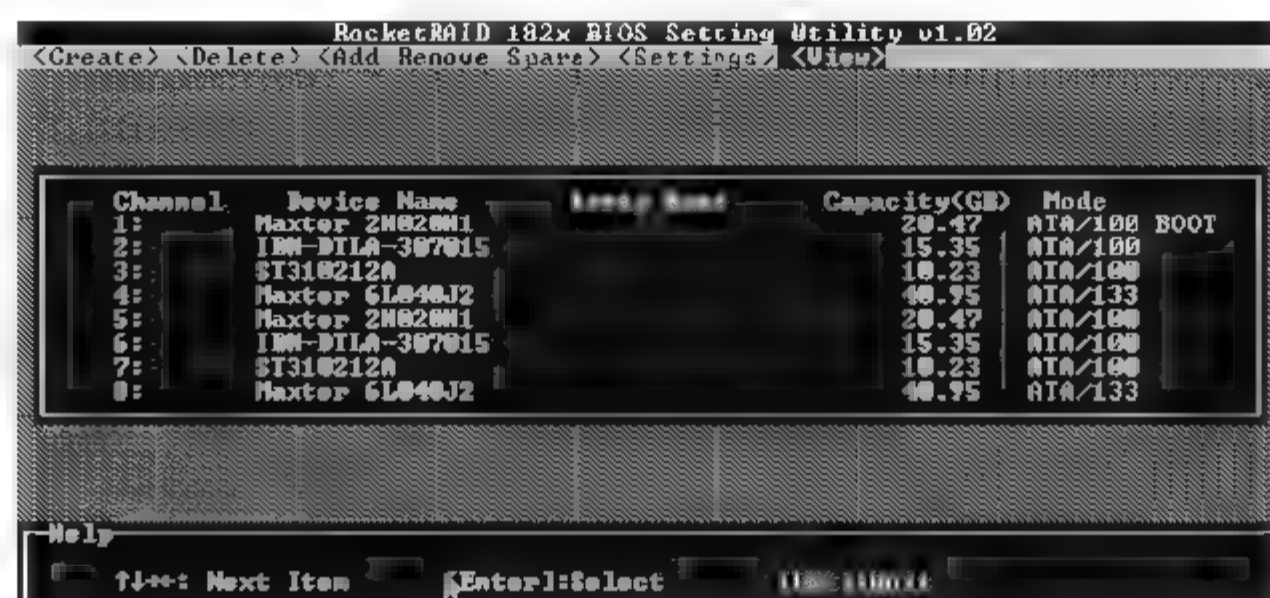 RocketRAID 182x BIOS Setting Utility v1.02
<Create> <Delete> <Add Remove Spare> <Settings> <View>
Channel Device Name Capacity(GB) Mode
1: Maxtor 2N020H1 20.47 ATA/100 BOOT
2: IBM-DTLA-307015 15.35 ATA/100
3: ST310212A 10.23 ATA/100
4: Maxtor 6L040J2 40.95 ATA/133
5: Maxtor 2N020H1 20.47 ATA/100
6: IBM-DTLA-307015 15.35 ATA/100
7: ST310212A 10.23 ATA/100
8: Maxtor 6L040J2 40.95 ATA/133
Help
↑↓→←: Next Item [Enter]:Select